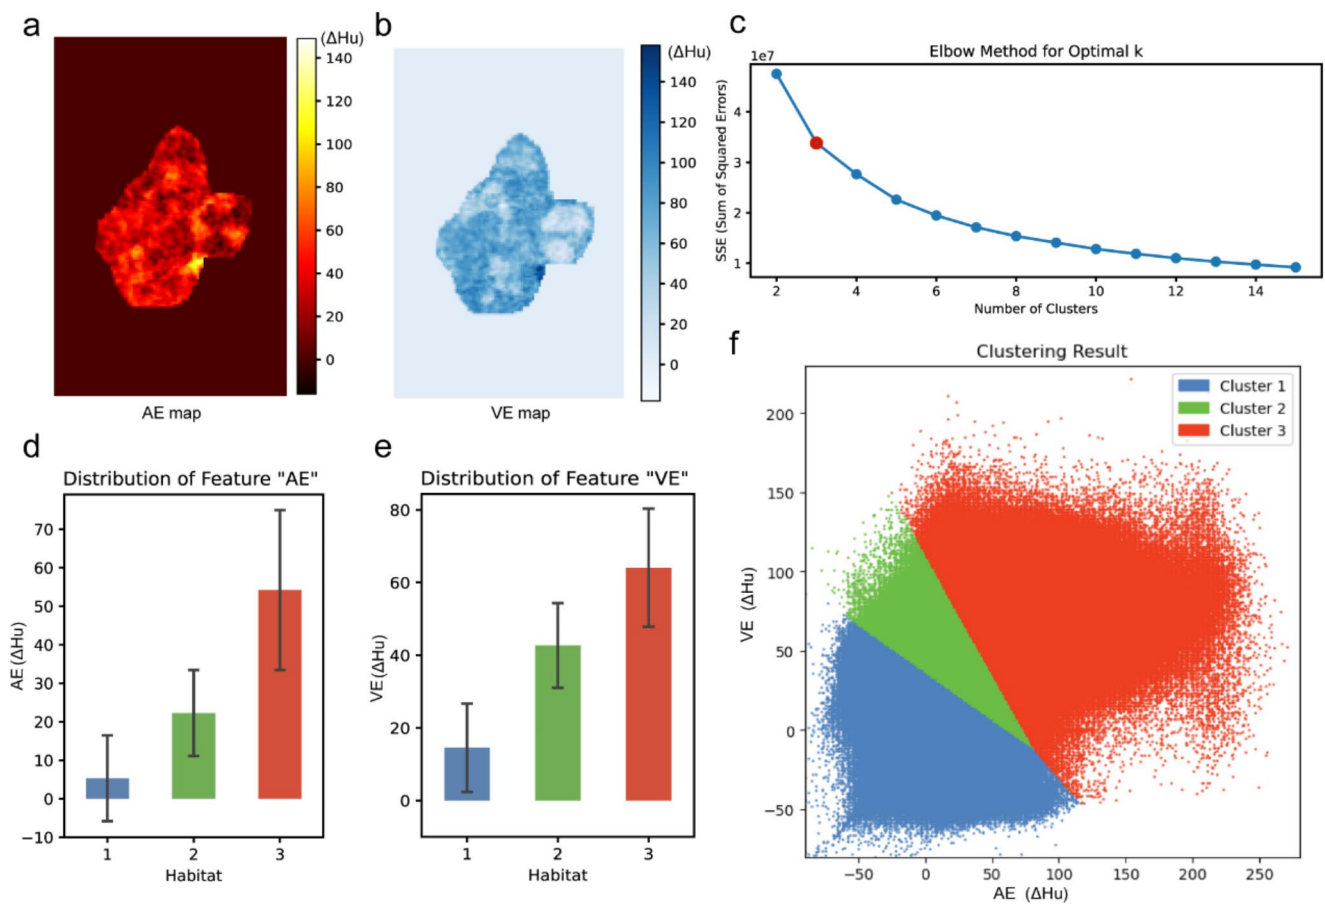 a
(ΔHu)
140
120
100
80
60
40
20
0
AE map
b
(ΔHu)
140
120
100
80
60
40
20
0
VE map
c
Elbow Method for Optimal k
1e7
SSE (Sum of Squared Errors)
4
3
2
1
2 4 6 8 10 12 14
Number of Clusters
d
Distribution of Feature "AE"
AE (ΔHu)
70
60
50
40
30
20
10
0
−10
1 2 3
Habitat
e
Distribution of Feature "VE"
VE (ΔHu)
80
60
40
20
0
1 2 3
Habitat
f
Clustering Result
Cluster 1
Cluster 2
Cluster 3
VE (ΔHu)
200
150
100
50
0
−50
−50 0 50 100 150 200 250
AE (ΔHu)